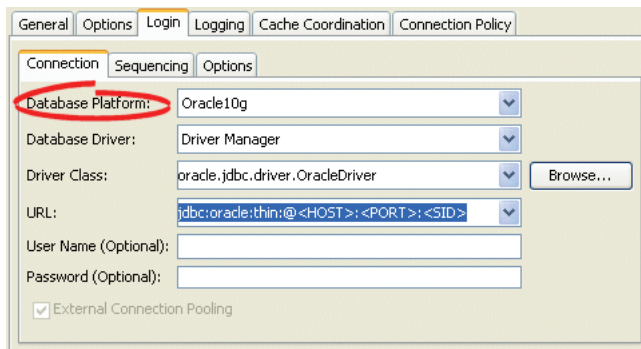 General Options Login Logging Cache Coordination Connection Policy
Connection Sequencing Options
Database Platform: Oracle10g
Database Driver: Driver Manager
Driver Class: oracle.jdbc.driver.OracleDriver Browse...
URL: jdbc:oracle:thin:@<HOST>:<PORT>:<SID>
User Name (Optional):
Password (Optional):
External Connection Pooling